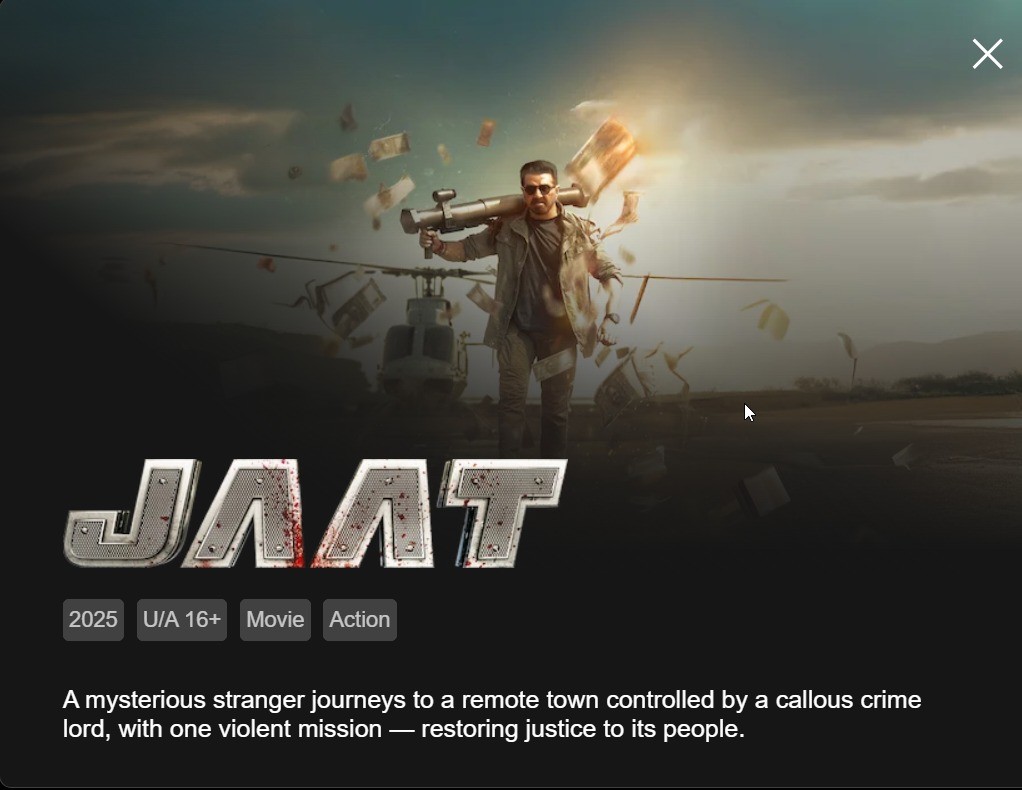 JAAT
2025 U/A 16+ Movie Action
A mysterious stranger journeys to a remote town controlled by a callous crime
lord, with one violent mission — restoring justice to its people.